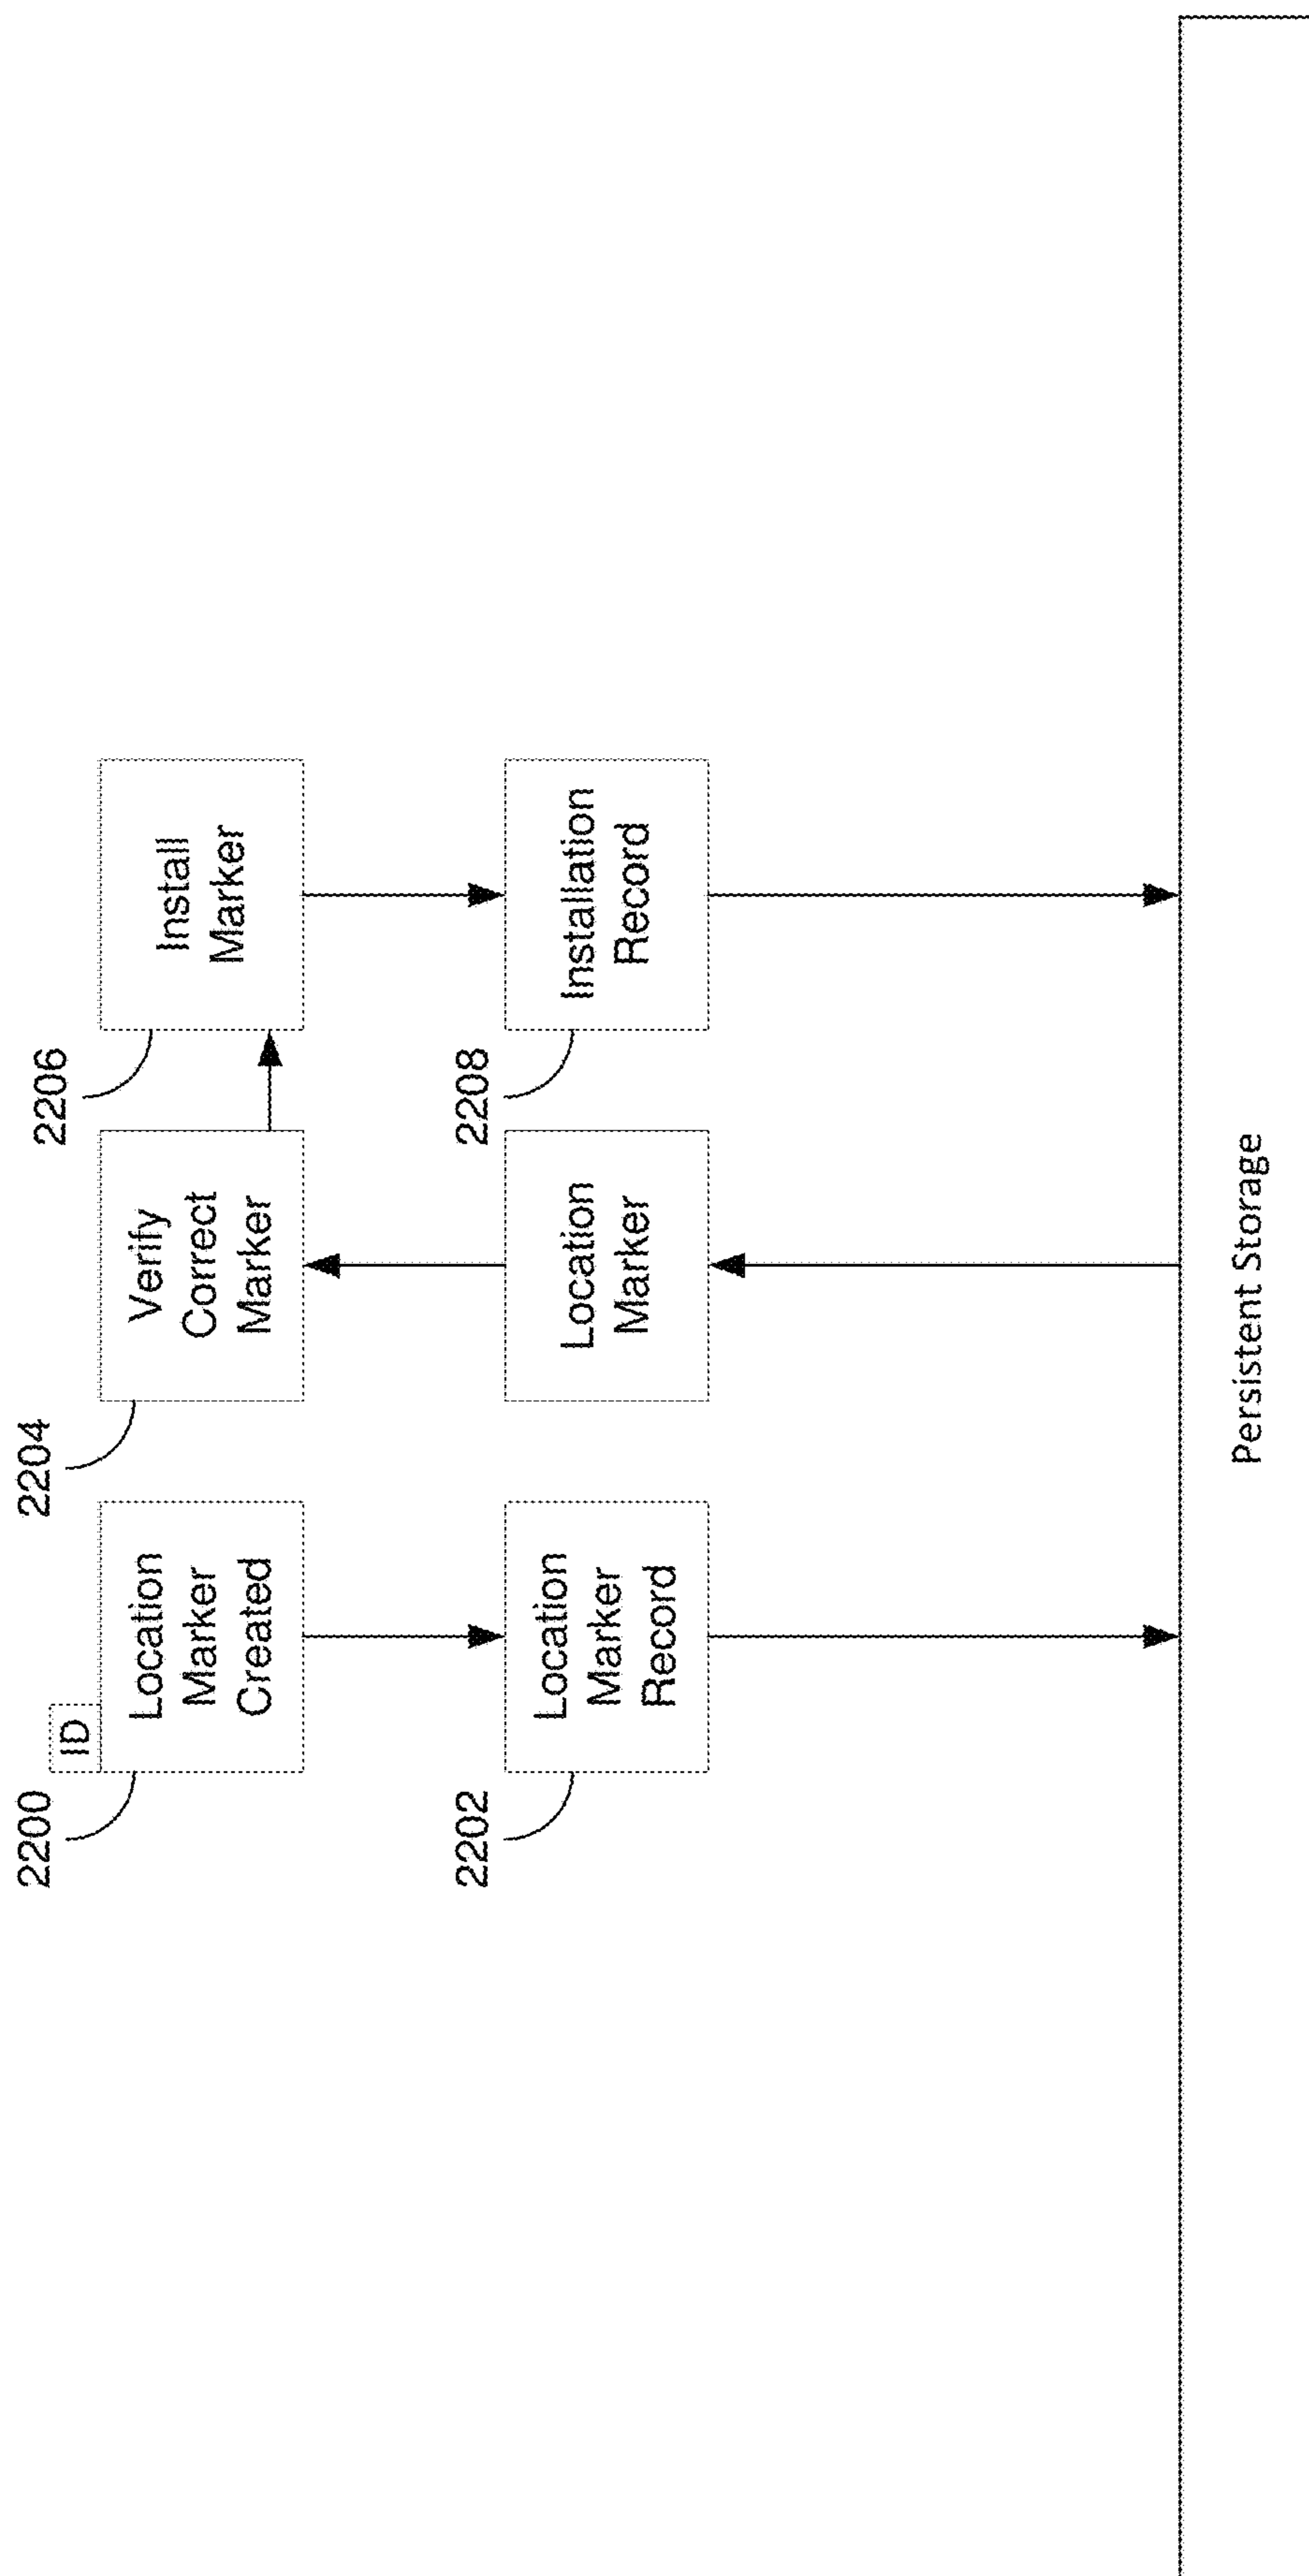 2200
ID
Location
Marker
Created
2204
Verify
Correct
Marker
2206
Install
Marker
2202
Location
Marker
Record
Location
Marker
2208
Installation
Record
Persistent Storage